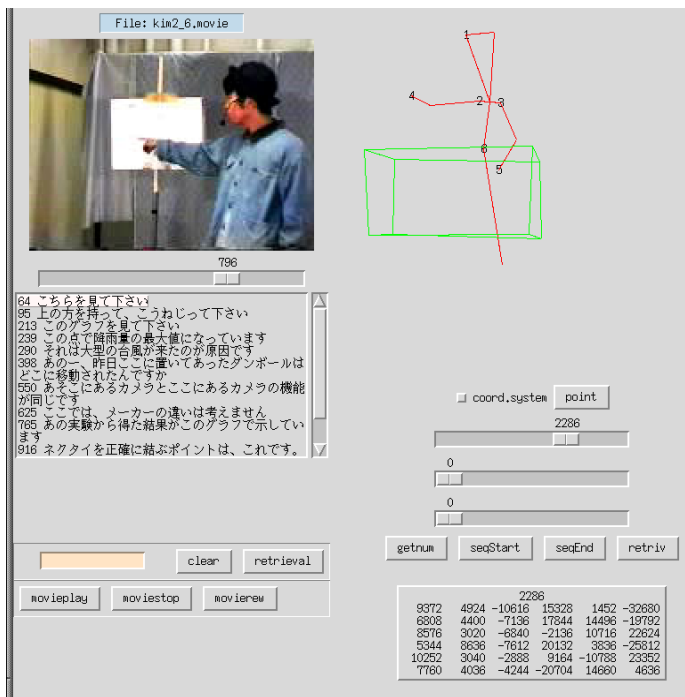 File: kim2_6.movie
796
64 こちらを見て下さい
95 上の方を持って、こうねじって下さい
213 このグラフを見て下さい
239 この点で降雨量の最大値になっています
290 それは大型の台風が来たのが原因です
398 あのー、昨日ここに置いてあったダンボールは
どこに移動されたんですか
550 あそこにあるカメラとここにあるカメラの機能
が同じです
625 ここでは、メーカーの違いは考えません
765 あの実験から得た結果がこのグラフで示してい
ます
916 ネクタイを正確に結ぶポイントは、これです。
clear
retrieval
movieplay
moviestop
movierew
1
2
3
4
5
6
coord.system
point
2286
0
0
getnum
seqStart
seqEnd
retriv
2286
9372 4924 -10616 15328 1452 -32680
6808 4400 -7136 17844 14496 -19792
8576 3020 -6840 -2136 10716 22624
5344 8636 -7612 20132 3836 -25812
10252 3040 -2888 9164 -10788 23352
7760 4036 -4244 -20704 14660 4636